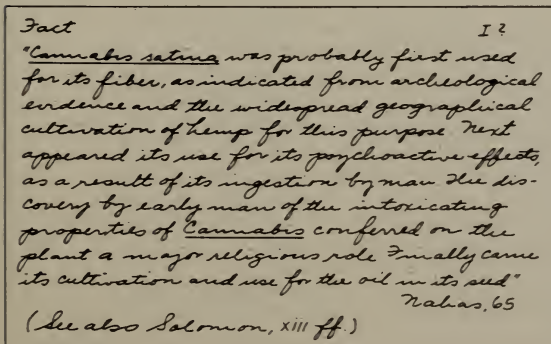 Fact I ?
"Cannabis sativa was probably first used
for its fiber, as indicated from archeological
evidence and the widespread geographical
cultivation of hemp for this purpose Next
appeared its use for its psychoactive effects,
as a result of its ingestion by man The dis-
covery by early man of the intoxicating
properties of Cannabis conferred on the
plant a major religious role Finally came
its cultivation and use for the oil in its seed"
Nahas, 65
(See also Solomon, xiii ff.)